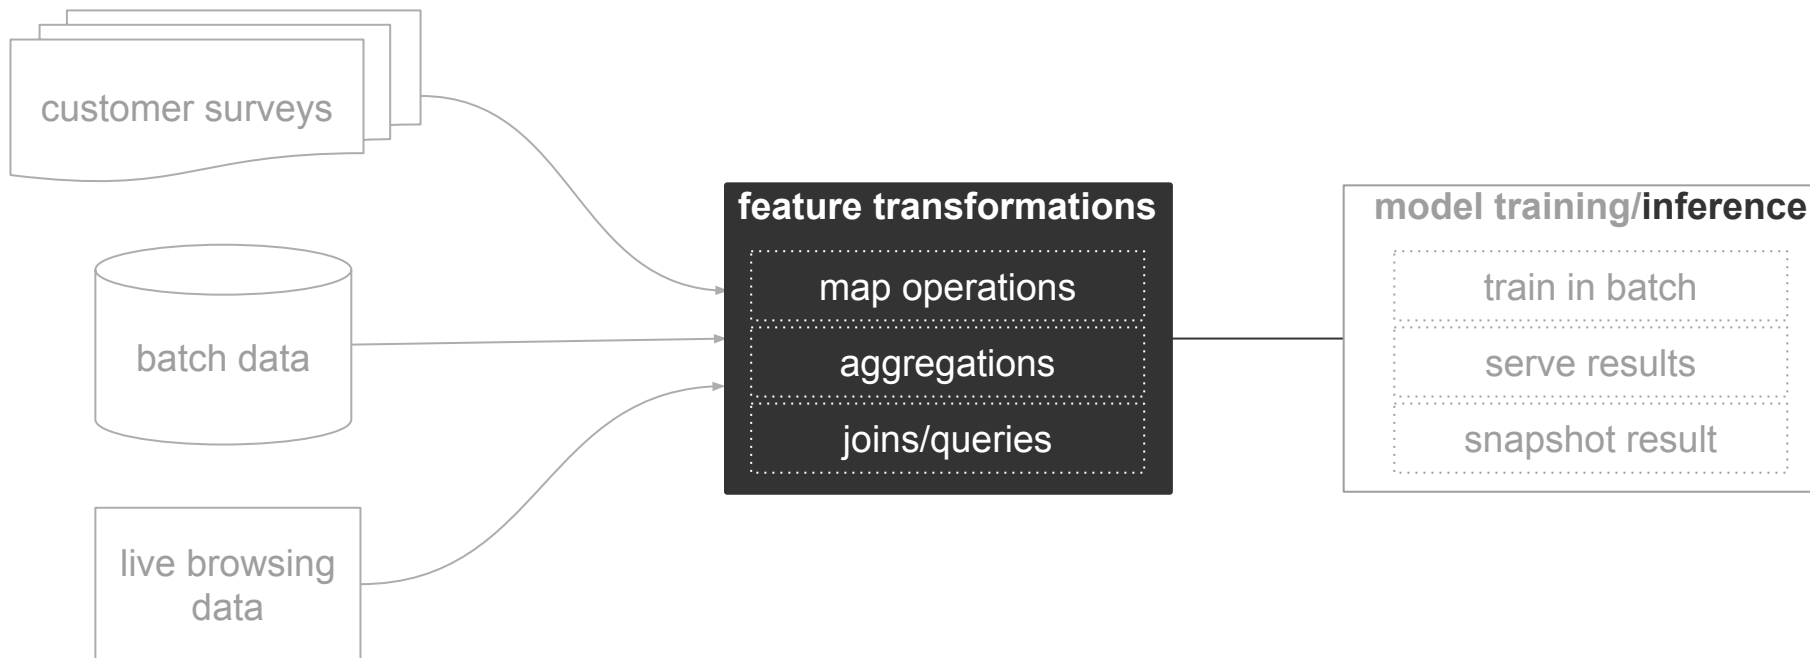 customer surveys
batch data
live browsing
data
feature transformations
map operations
aggregations
joins/queries
model training/inference
train in batch
serve results
snapshot result